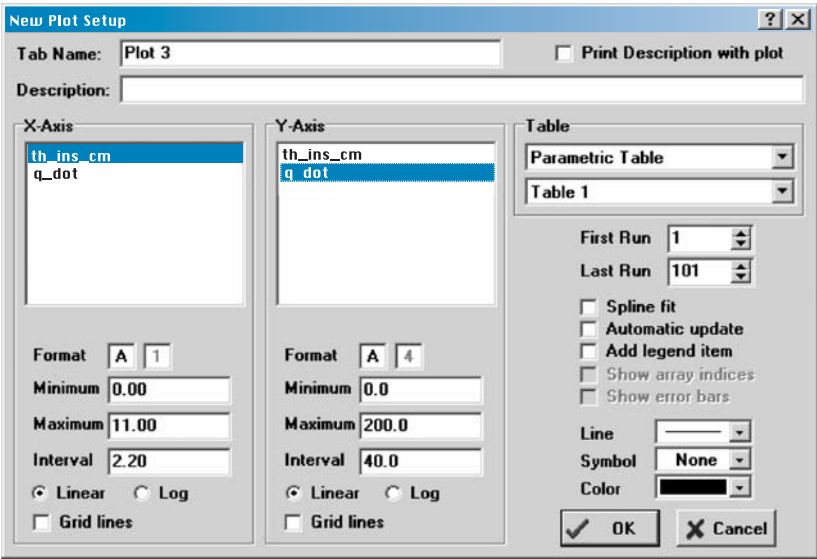 New Plot Setup
Tab Name: Plot 3
Print Description with plot
Description:
X-Axis
th_ins_cm
q_dot
Format A 1
Minimum 0.00
Maximum 11.00
Interval 2.20
Linear Log
Grid lines
Y-Axis
th_ins_cm
q_dot
Format A 4
Minimum 0.0
Maximum 200.0
Interval 40.0
Linear Log
Grid lines
Table
Parametric Table
Table 1
First Run 1
Last Run 101
Spline fit
Automatic update
Add legend item
Show array indices
Show error bars
Line
Symbol None
Color
OK Cancel